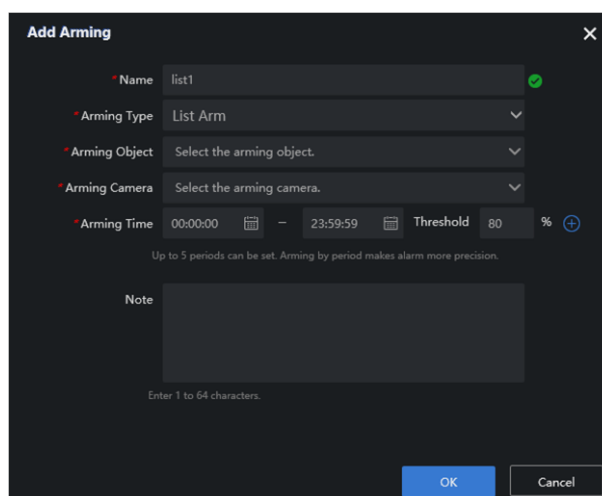 Add Arming
* Name list1
* Arming Type List Arm
* Arming Object Select the arming object.
* Arming Camera Select the arming camera.
* Arming Time 00:00:00 – 23:59:59 Threshold 80 %
Up to 5 periods can be set. Arming by period makes alarm more precision.
Note
Enter 1 to 64 characters.
OK Cancel